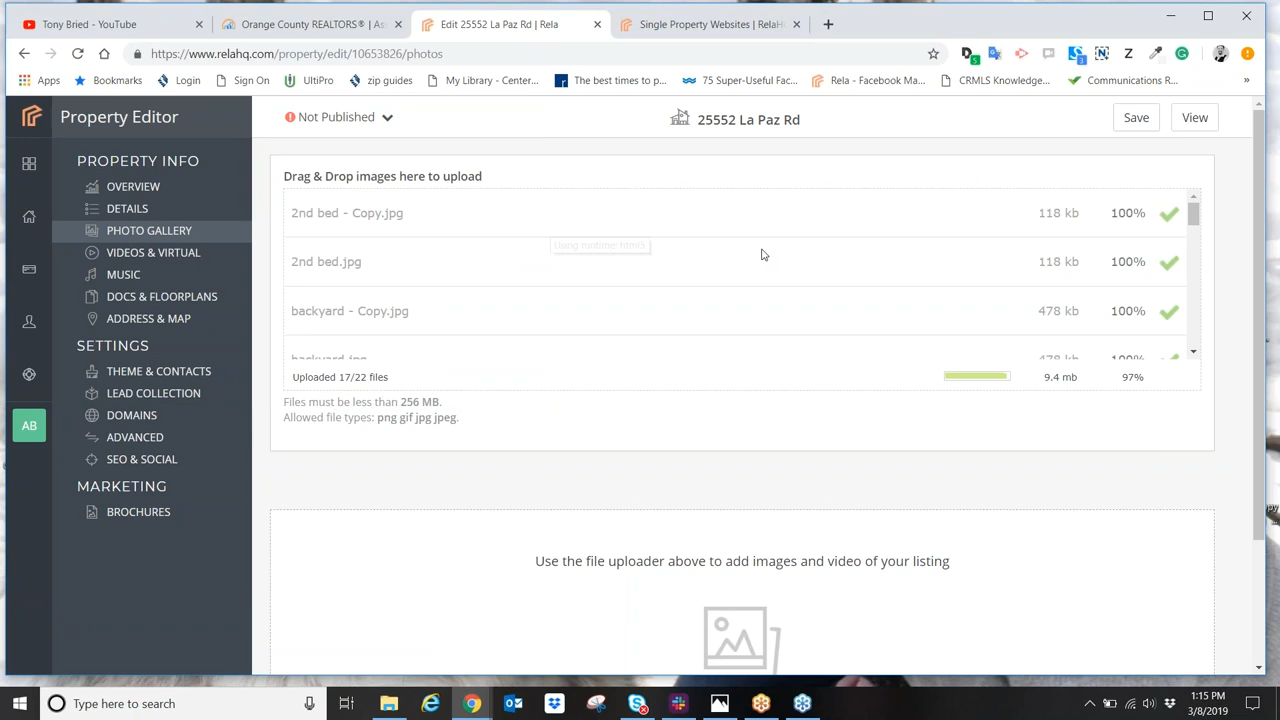 Tony Bried - YouTube
Orange County REALTORS® | As
Edit 25552 La Paz Rd | Rela
Single Property Websites | RelaH
https://www.relahq.com/property/edit/10653826/photos
Apps
Bookmarks
Login
Sign On
UltiPro
zip guides
My Library - Center...
The best times to p...
75 Super-Useful Fac...
Rela - Facebook Ma...
CRMLS Knowledge...
Communications R...
»
Property Editor
Not Published
25552 La Paz Rd
Save
View
PROPERTY INFO
OVERVIEW
DETAILS
PHOTO GALLERY
VIDEOS & VIRTUAL
MUSIC
DOCS & FLOORPLANS
ADDRESS & MAP
SETTINGS
THEME & CONTACTS
LEAD COLLECTION
DOMAINS
ADVANCED
SEO & SOCIAL
MARKETING
BROCHURES
AB
Drag & Drop images here to upload
2nd bed - Copy.jpg 118 kb 100%
Using runtime: html5
2nd bed.jpg 118 kb 100%
backyard - Copy.jpg 478 kb 100%
backyard.jpg 478 kb 100%
Uploaded 17/22 files 9.4 mb 97%
Files must be less than 256 MB.
Allowed file types: png gif jpg jpeg.
Use the file uploader above to add images and video of your listing
Type here to search
1:15 PM
3/8/2019